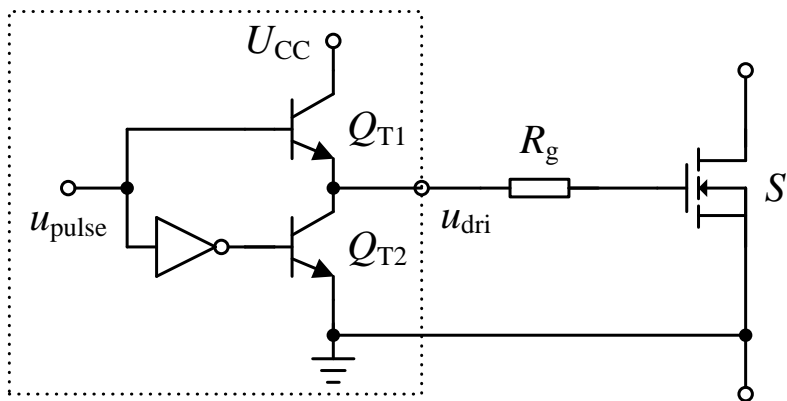 U_CC
Q_T1
R_g
S
u_pulse
u_dri
Q_T2